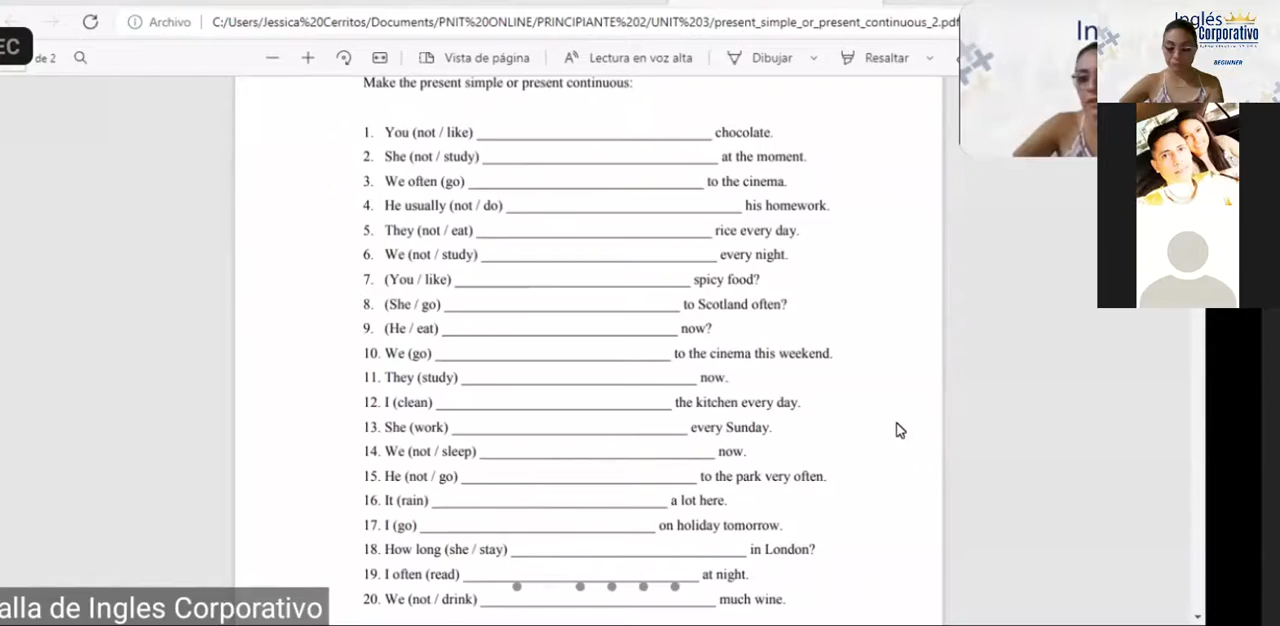 Archivo
C:/Users/Jessica%20Cerritos/Documents/PNIT%20ONLINE/PRINCIPIANTE%202/UNIT%203/present_simple_or_present_continuous_2.pdf
EC
de 2
Vista de página
Lectura en voz alta
Dibujar
Resaltar
In
Inglés
Corporativo
BEGINNER
Make the present simple or present continuous:
1. You (not / like) ______ chocolate.
2. She (not / study) ______ at the moment.
3. We often (go) ______ to the cinema.
4. He usually (not / do) ______ his homework.
5. They (not / eat) ______ rice every day.
6. We (not / study) ______ every night.
7. (You / like) ______ spicy food?
8. (She / go) ______ to Scotland often?
9. (He / eat) ______ now?
10. We (go) ______ to the cinema this weekend.
11. They (study) ______ now.
12. I (clean) ______ the kitchen every day.
13. She (work) ______ every Sunday.
14. We (not / sleep) ______ now.
15. He (not / go) ______ to the park very often.
16. It (rain) ______ a lot here.
17. I (go) ______ on holiday tomorrow.
18. How long (she / stay) ______ in London?
19. I often (read) ______ at night.
20. We (not / drink) ______ much wine.
alla de Ingles Corporativo